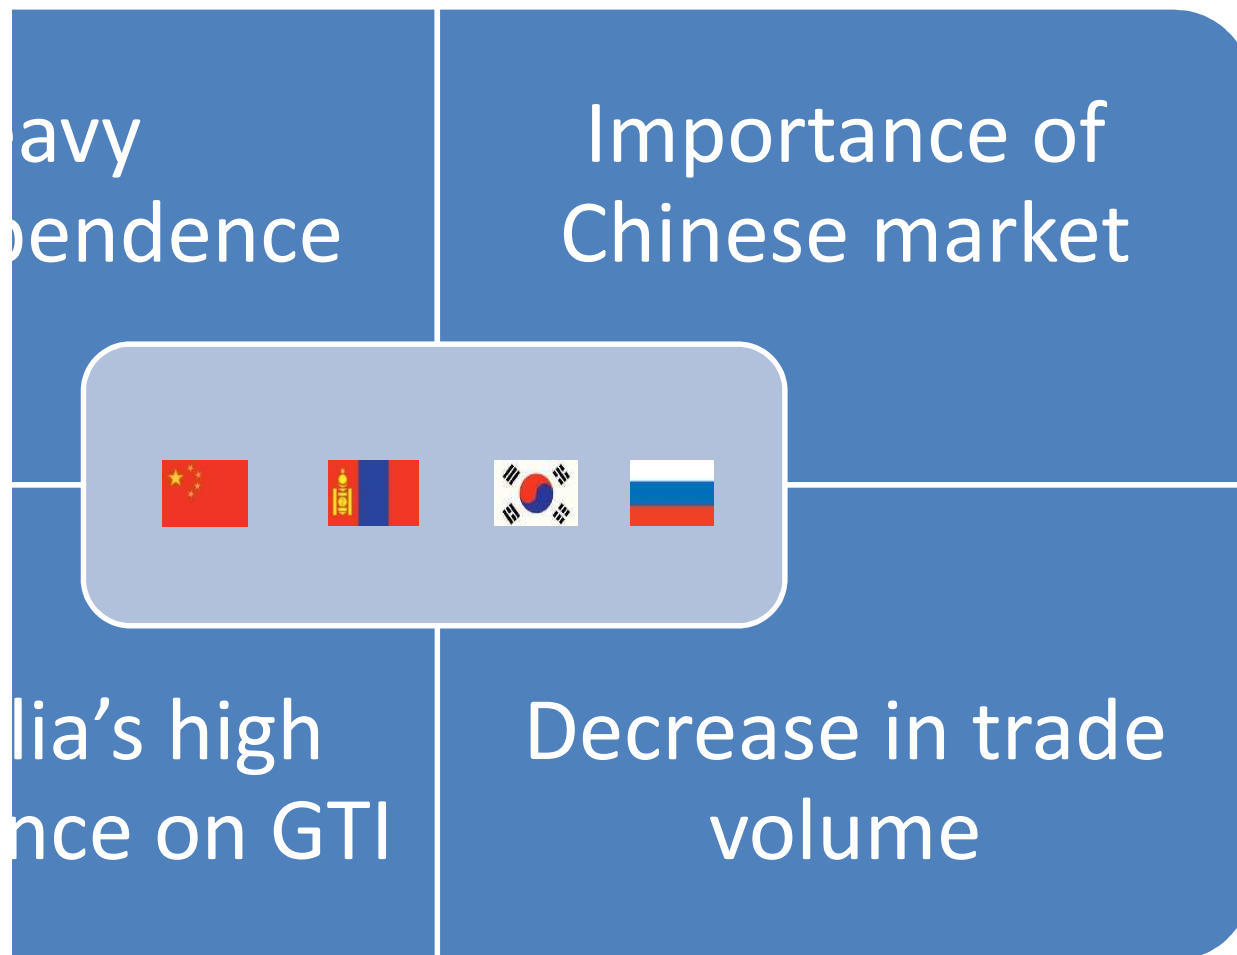 avy
pendence
Importance of
Chinese market
lia’s high
nce on GTI
Decrease in trade
volume